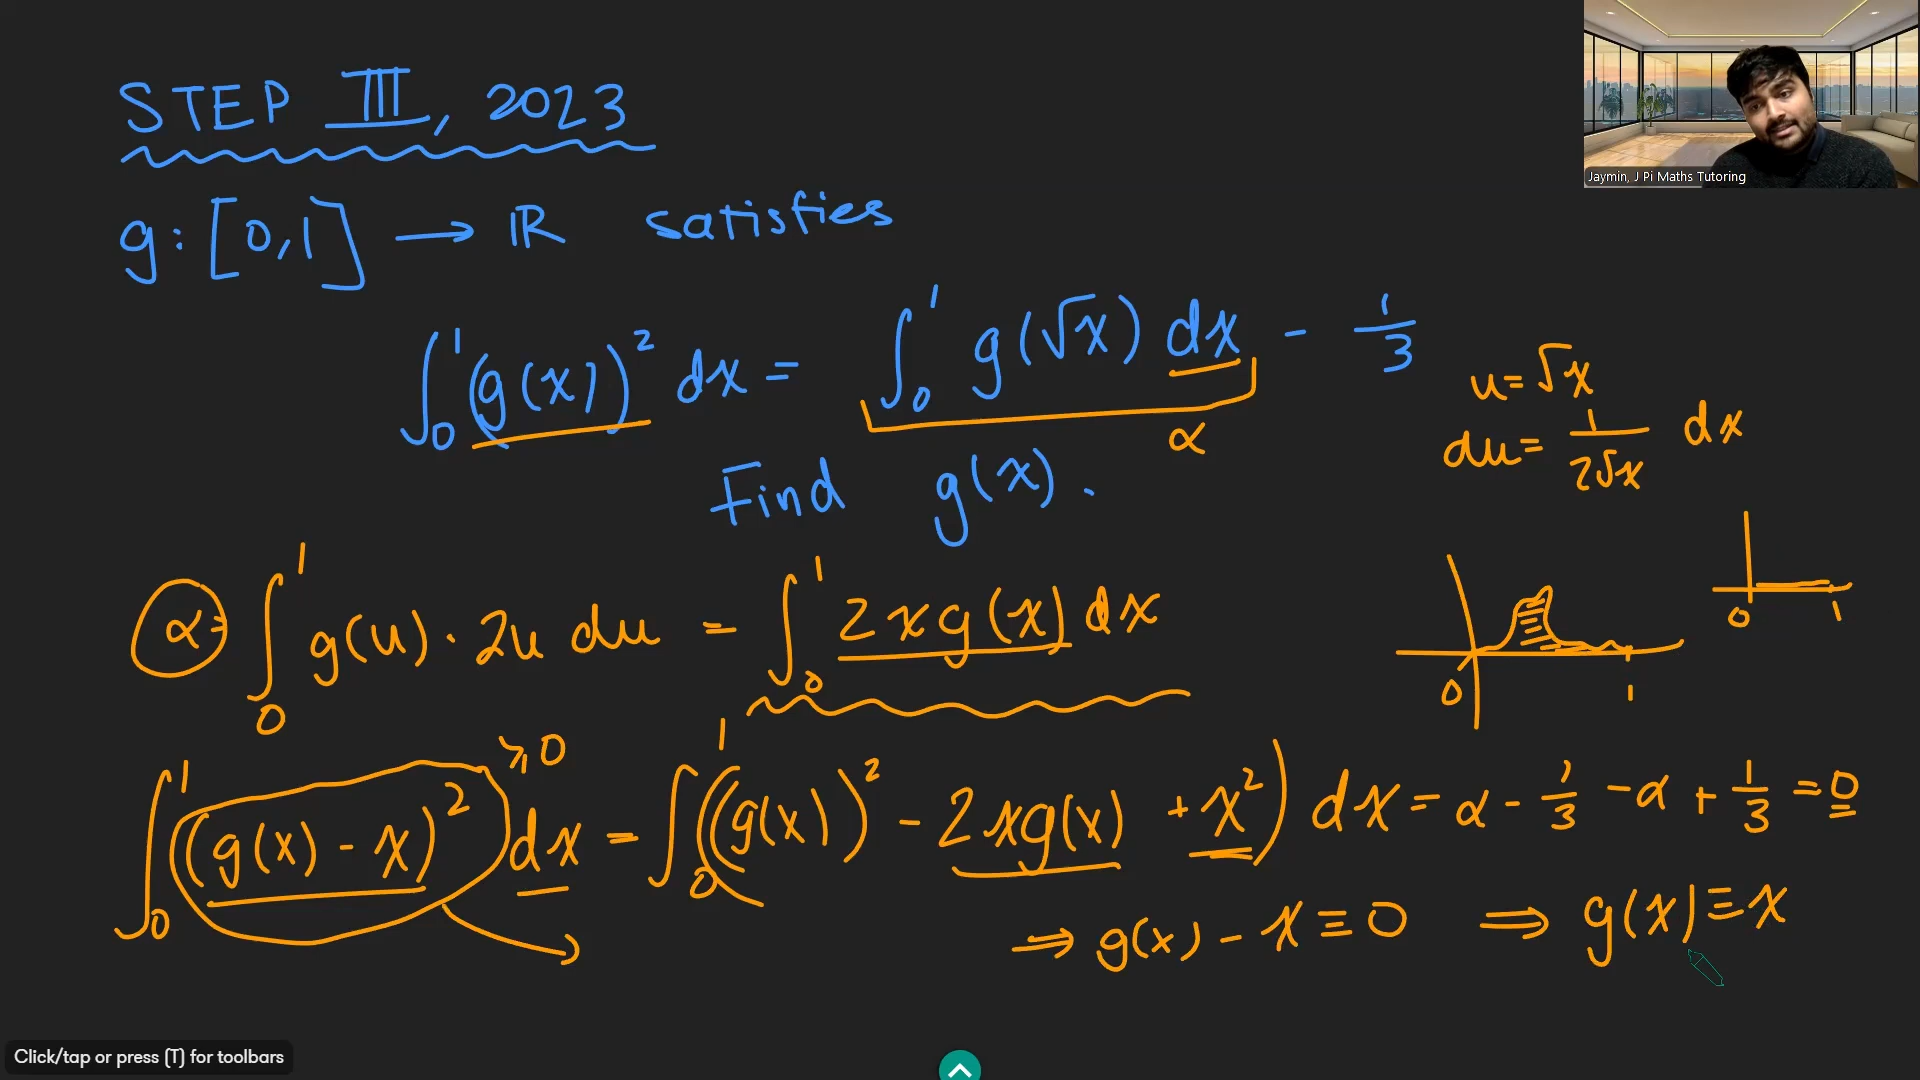 STEP III, 2023
g: [0,1] → ℝ satisfies
∫₀¹ (g(x))² dx = ∫₀¹ g(√x) dx - 1/3
α
u = √x
du = 1/(2√x) dx
Find g(x).
α = ∫₀¹ g(u)·2u du = ∫₀¹ 2xg(x) dx
0 1
0 1
⩾0
∫₀¹ (g(x) - x)² dx = ∫₀¹ ((g(x))² - 2xg(x) + x²) dx = α - 1/3 - α + 1/3 = 0
⇒ g(x) - x ≡ 0 ⇒ g(x) ≡ x
Jaymin, J Pi Maths Tutoring
Click/tap or press (T) for toolbars